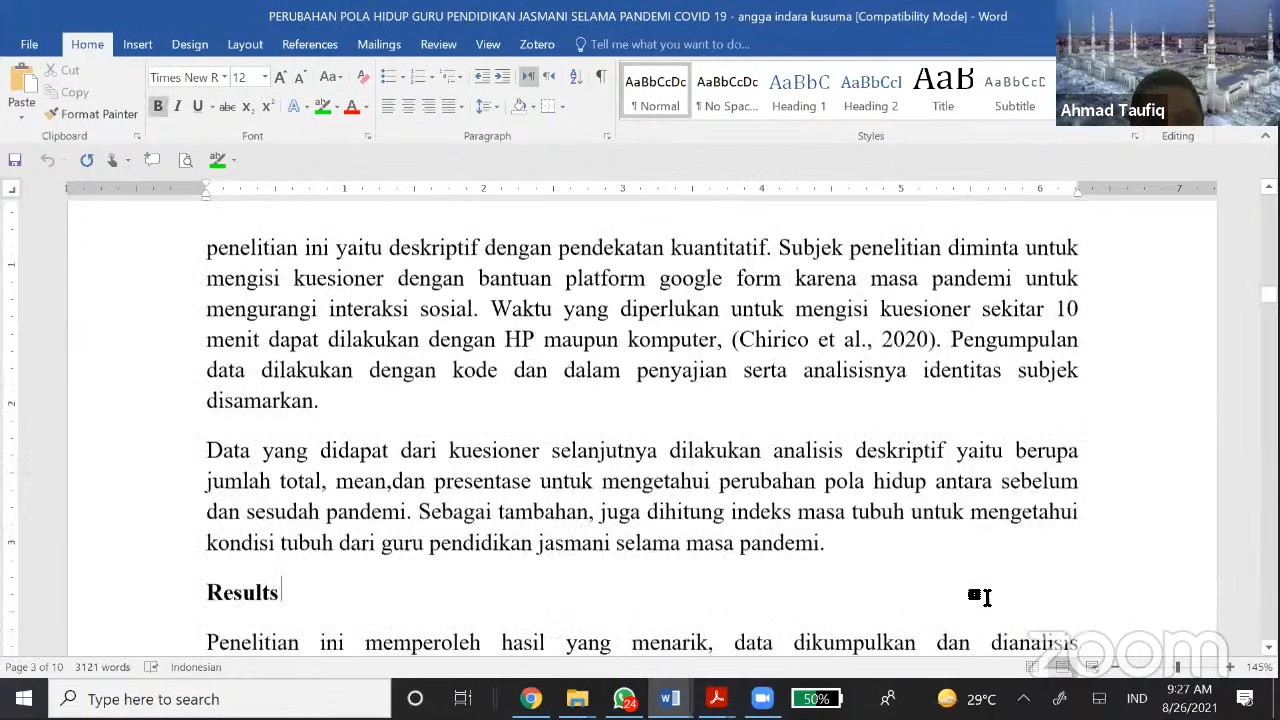 PERUBAHAN POLA HIDUP GURU PENDIDIKAN JASMANI SELAMA PANDEMI COVID 19 - angga indara kusuma [Compatibility Mode] - Word
File Home Insert Design Layout References Mailings Review View Zotero Tell me what you want to do...
Ahmad Taufiq
Cut
Copy
Format Painter
Paste
Times New R 12
AaBbCcDc AaBbCcDc AaBbC AaBbCcI AaB AaBbCcD
¶ Normal ¶ No Spac... Heading 1 Heading 2 Title Subtitle
Clipboard Font Paragraph Styles Editing
1 1 2 3 4 5 6 7
penelitian ini yaitu deskriptif dengan pendekatan kuantitatif. Subjek penelitian diminta untuk
mengisi kuesioner dengan bantuan platform google form karena masa pandemi untuk
mengurangi interaksi sosial. Waktu yang diperlukan untuk mengisi kuesioner sekitar 10
menit dapat dilakukan dengan HP maupun komputer, (Chirico et al., 2020). Pengumpulan
data dilakukan dengan kode dan dalam penyajian serta analisisnya identitas subjek
disamarkan.
Data yang didapat dari kuesioner selanjutnya dilakukan analisis deskriptif yaitu berupa
jumlah total, mean,dan presentase untuk mengetahui perubahan pola hidup antara sebelum
dan sesudah pandemi. Sebagai tambahan, juga dihitung indeks masa tubuh untuk mengetahui
kondisi tubuh dari guru pendidikan jasmani selama masa pandemi.
Results
Penelitian ini memperoleh hasil yang menarik, data dikumpulkan dan dianalisis
zoom
Page 3 of 10 3121 words Indonesian 145%
Type here to search 24 50% 29°C IND 9:27 AM
8/26/2021